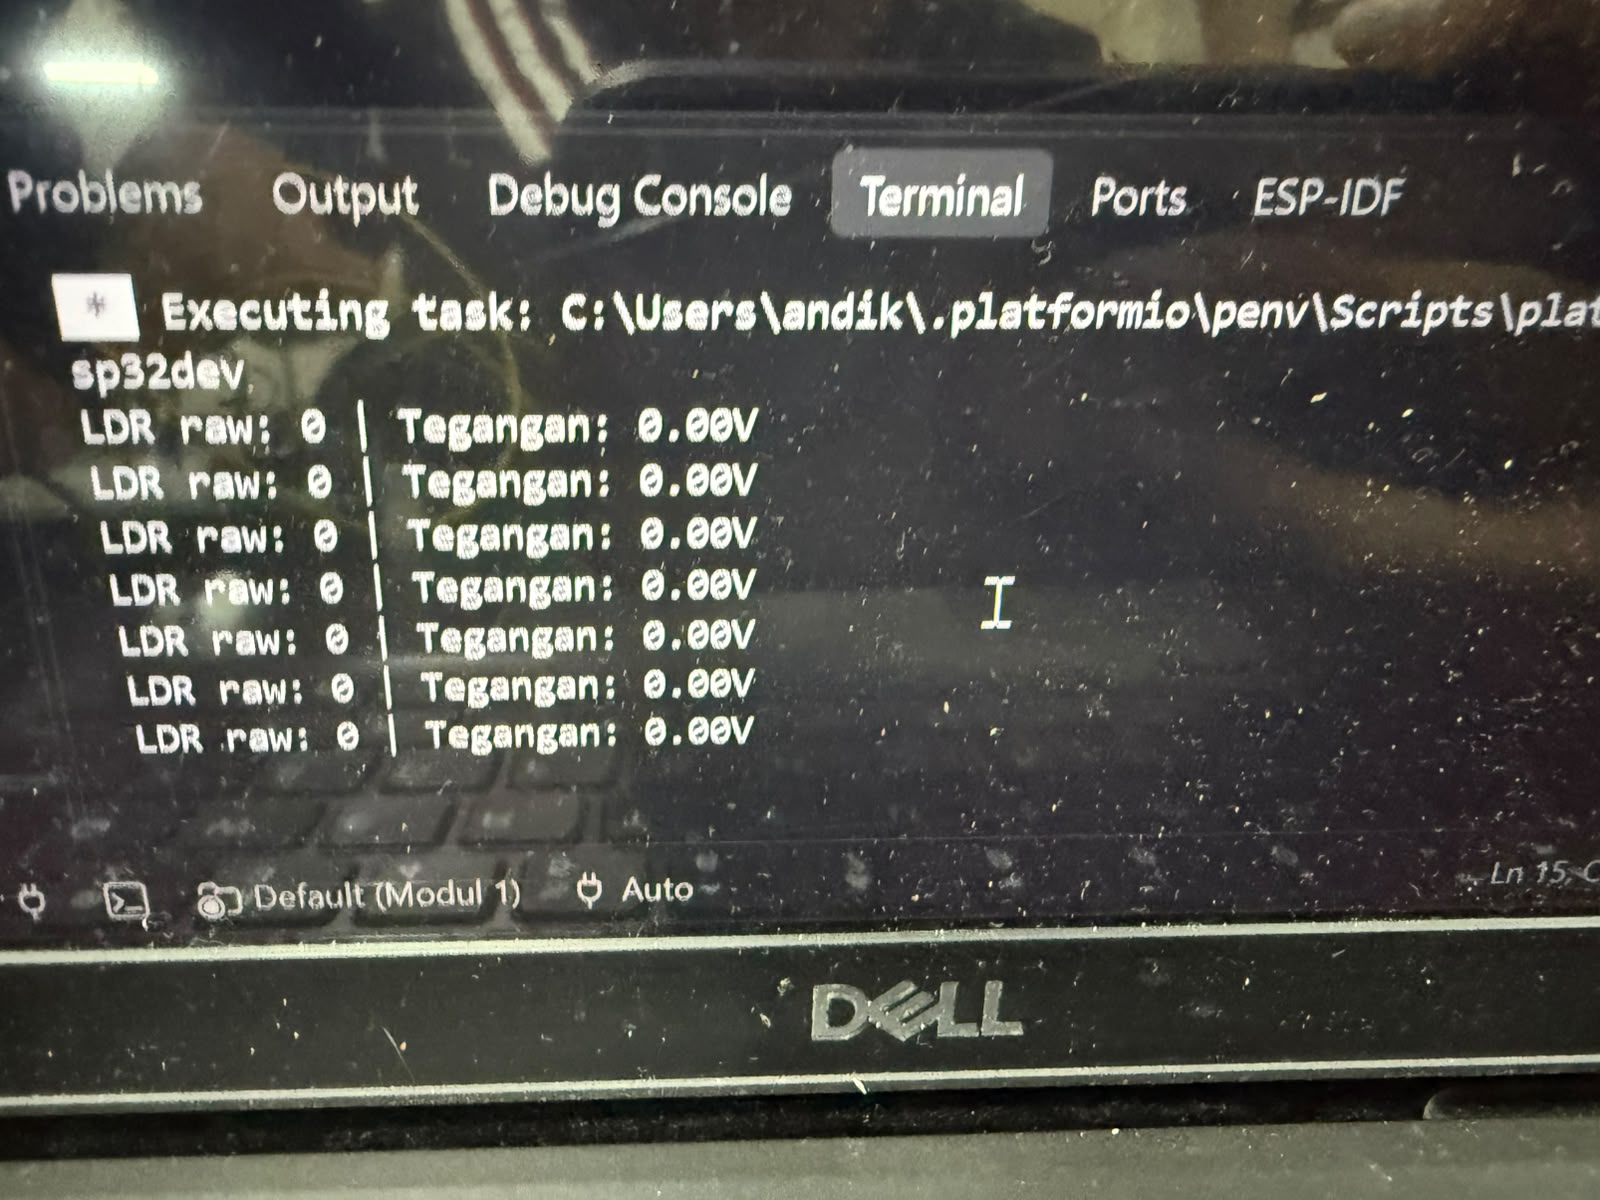 Problems Output Debug Console Terminal Ports ESP-IDF
* Executing task: C:\Users\andik\.platformio\penv\Scripts\plat
sp32dev
LDR raw: 0 | Tegangan: 0.00V
LDR raw: 0 | Tegangan: 0.00V
LDR raw: 0 | Tegangan: 0.00V
LDR raw: 0 | Tegangan: 0.00V
LDR raw: 0 | Tegangan: 0.00V
LDR raw: 0 | Tegangan: 0.00V
LDR raw: 0 | Tegangan: 0.00V
Default (Modul 1) Auto Ln 15, C
DELL